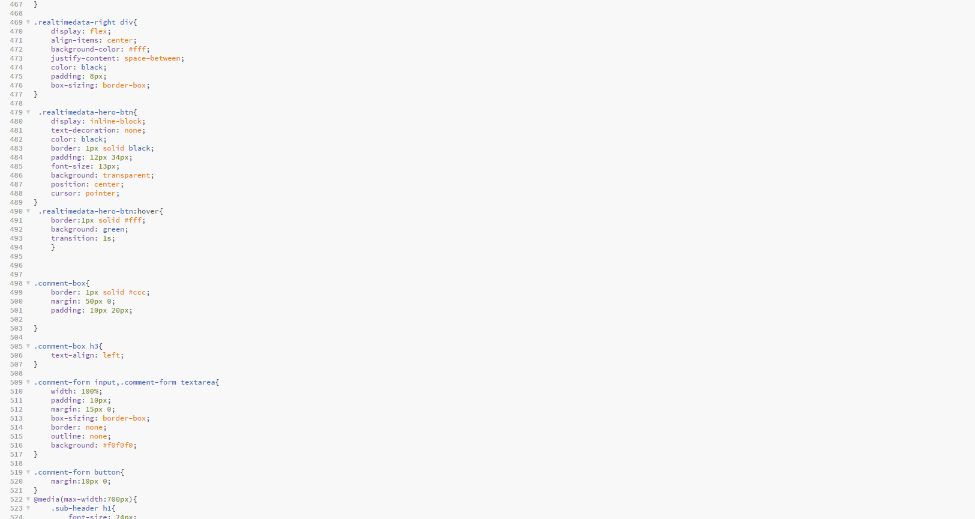 467 }
468
469 .realtimedata-right div{
470 display: flex;
471 align-items: center;
472 background-color: #fff;
473 justify-content: space-between;
474 color: black;
475 padding: 8px;
476 box-sizing: border-box;
477 }
478
479 .realtimedata-hero-btn{
480 display: inline-block;
481 text-decoration: none;
482 color: black;
483 border: 1px solid black;
484 padding: 12px 34px;
485 font-size: 13px;
486 background: transparent;
487 position: center;
488 cursor: pointer;
489 }
490 .realtimedata-hero-btn:hover{
491 border:1px solid #fff;
492 background: green;
493 transition: 1s;
494 }
495
496
497
498 .comment-box{
499 border: 1px solid #ccc;
500 margin: 50px 0;
501 padding: 10px 20px;
502
503 }
504
505 .comment-box h3{
506 text-align: left;
507 }
508
509 .comment-form input,.comment-form textarea{
510 width: 100%;
511 padding: 10px;
512 margin: 15px 0;
513 box-sizing: border-box;
514 border: none;
515 outline: none;
516 background: #f0f0f0;
517 }
518
519 .comment-form button{
520 margin:10px 0;
521 }
522 @media(max-width:700px){
523 .sub-header h1{
524 font-size: 24px;